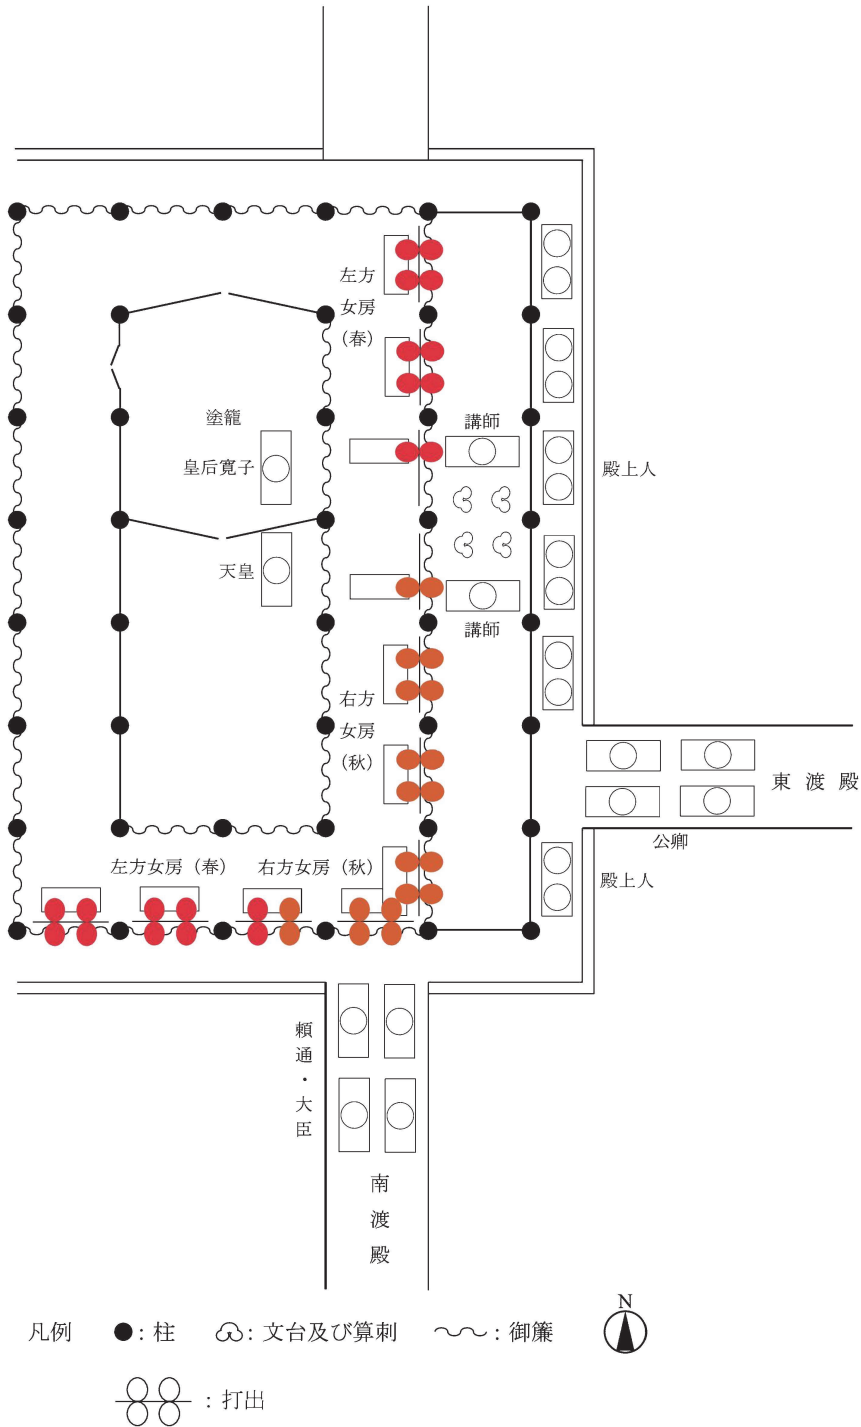 左方
女房
（春）
塗籠
講師
皇后寛子
殿上人
天皇
講師
右方
女房
（秋）
東渡殿
公卿
左方女房（春）
右方女房（秋）
殿上人
頼通・大臣
南渡殿
N
凡例
：柱
：文台及び算刺
：御簾
：打出